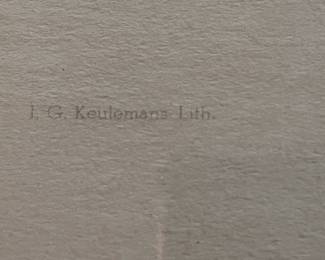 J. G. Keulemans Lith.